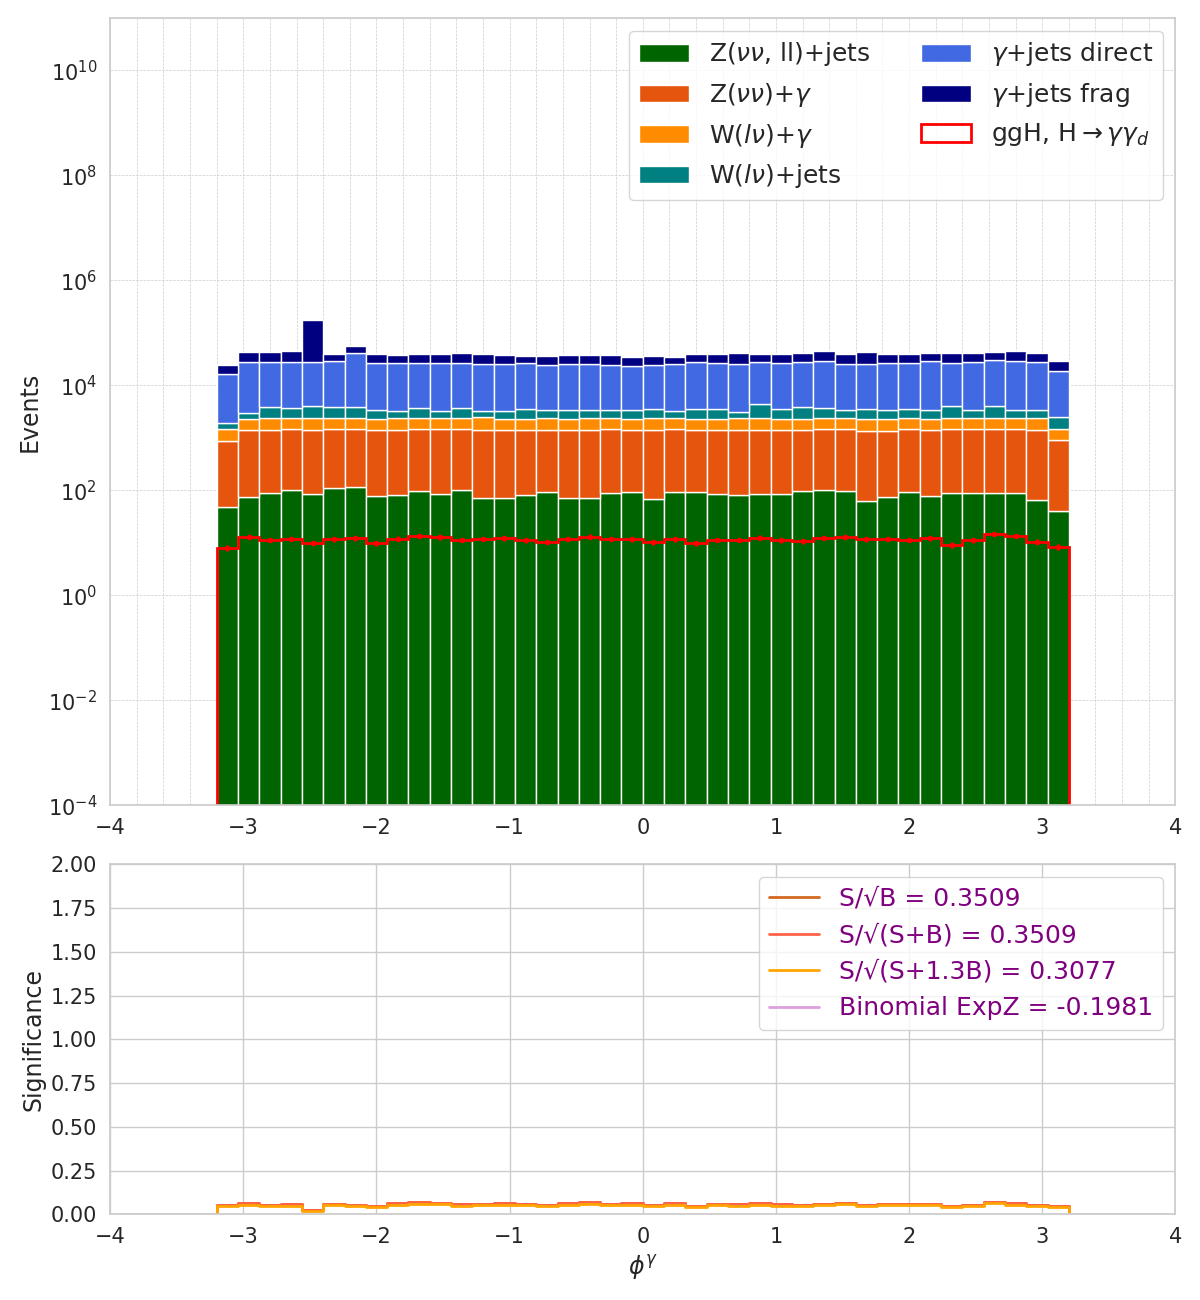 Z(νν, ll)+jets
Z(νν)+γ
W(lν)+γ
W(lν)+jets
γ+jets direct
γ+jets frag
ggH, H→γγ_d
Events
10^10
10^8
10^6
10^4
10^2
10^0
10^−2
10^−4
−4 −3 −2 −1 0 1 2 3 4
Significance
2.00
1.75
1.50
1.25
1.00
0.75
0.50
0.25
0.00
S/√B = 0.3509
S/√(S+B) = 0.3509
S/√(S+1.3B) = 0.3077
Binomial ExpZ = -0.1981
−4 −3 −2 −1 0 1 2 3 4
ϕ^γ